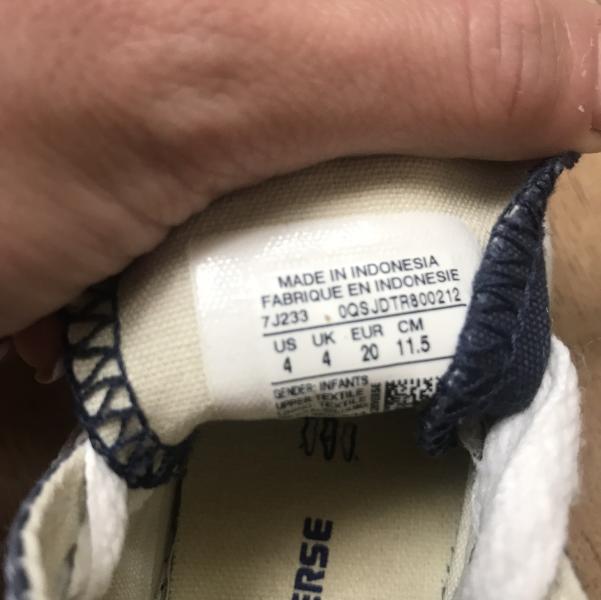 MADE IN INDONESIA
FABRIQUE EN INDONESIE
7J233 0QSJDTR800212
US UK EUR CM
4 4 20 11.5
GENDER: INFANTS
UPPER: TEXTILE
TEXTILE
ERSE